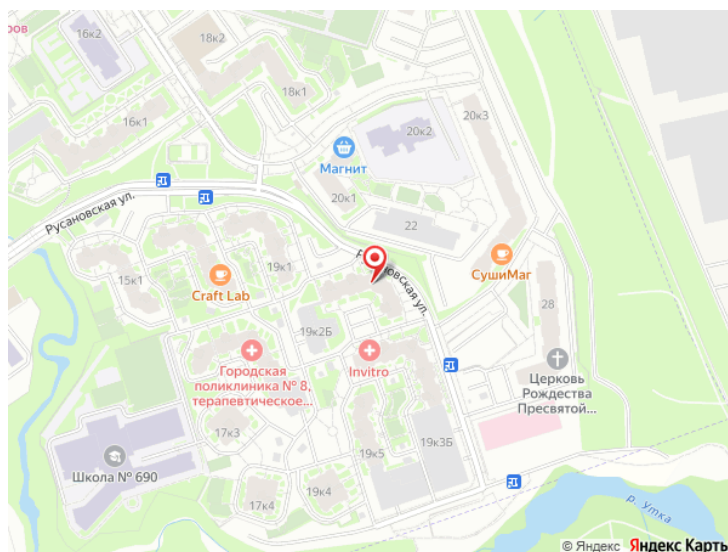 16к2
18к2
ров
18к1
16к1
20к3
20к2
Магнит
20к1
Русановская ул.
22
Русановская ул.
СушиМаг
19к1
15к1
Craft Lab
28
19к2Б
Городская
поликлиника № 8,
терапевтическое...
Invitro
Церковь
Рождества
Пресвятой...
17к3
19к3Б
19к5
Школа № 690
19к4
17к4
р. Утка
© Яндекс Яндекс Карты